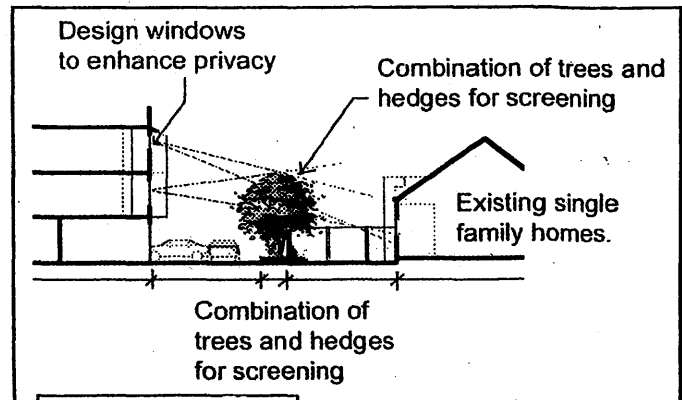 Design windows
to enhance privacy
Combination of trees and
hedges for screening
Existing single
family homes.
Combination of
trees and hedges
for screening